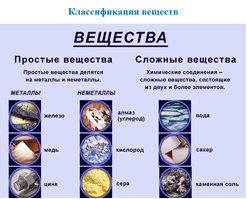 Классификация веществ
ВЕЩЕСТВА
Простые вещества
Сложные вещества
Простые вещества делятся
на металлы и неметаллы.
Химические соединения –
сложные вещества, состоящие
из двух и более элементов.
МЕТАЛЛЫ
НЕМЕТАЛЛЫ
железо
алмаз
(углерод)
вода
медь
кислород
сахар
цинк
сера
каменная соль